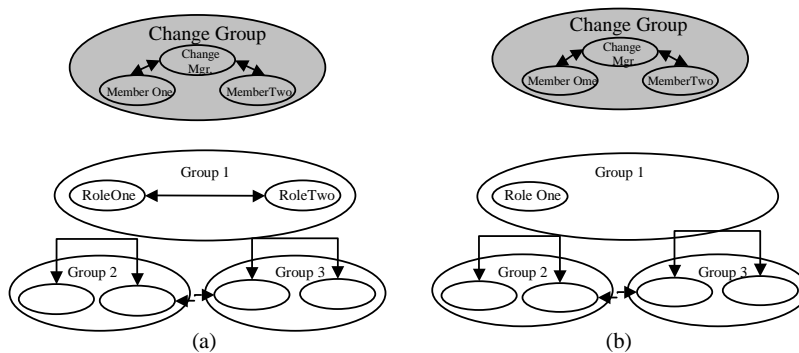 Change Group
Change
Mgr.
Member One
MemberTwo
Group 1
RoleOne
RoleTwo
Group 2
Group 3
(a)
Change Group
Change
Mgr.
Member One
MemberTwo
Group 1
Role One
Group 2
Group 3
(b)